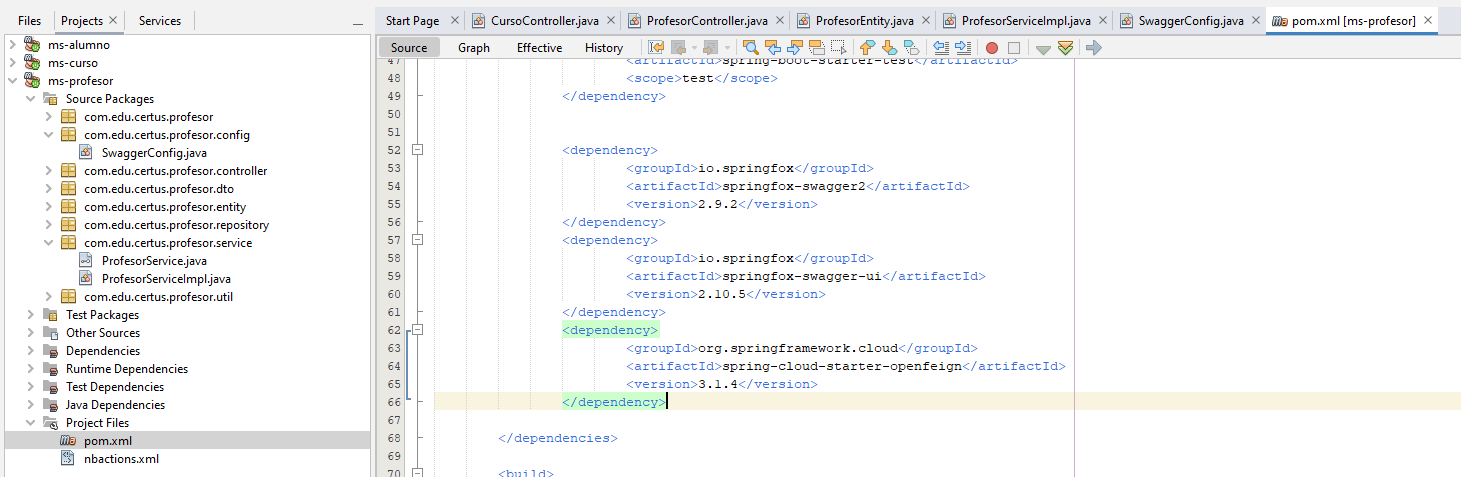 Files Projects × Services
ms-alumno
ms-curso
ms-profesor
Source Packages
com.edu.certus.profesor
com.edu.certus.profesor.config
SwaggerConfig.java
com.edu.certus.profesor.controller
com.edu.certus.profesor.dto
com.edu.certus.profesor.entity
com.edu.certus.profesor.repository
com.edu.certus.profesor.service
ProfesorService.java
ProfesorServiceImpl.java
com.edu.certus.profesor.util
Test Packages
Other Sources
Dependencies
Runtime Dependencies
Test Dependencies
Java Dependencies
Project Files
pom.xml
nbactions.xml
Start Page CursoController.java ProfesorController.java ProfesorEntity.java ProfesorServiceImpl.java SwaggerConfig.java pom.xml [ms-profesor]
Source Graph Effective History
47 <artifactId>spring-boot-starter-test</artifactId>
48 <scope>test</scope>
49 </dependency>
50
51
52 <dependency>
53 <groupId>io.springfox</groupId>
54 <artifactId>springfox-swagger2</artifactId>
55 <version>2.9.2</version>
56 </dependency>
57 <dependency>
58 <groupId>io.springfox</groupId>
59 <artifactId>springfox-swagger-ui</artifactId>
60 <version>2.10.5</version>
61 </dependency>
62 <dependency>
63 <groupId>org.springframework.cloud</groupId>
64 <artifactId>spring-cloud-starter-openfeign</artifactId>
65 <version>3.1.4</version>
66 </dependency>
67
68 </dependencies>
69
70 <build>